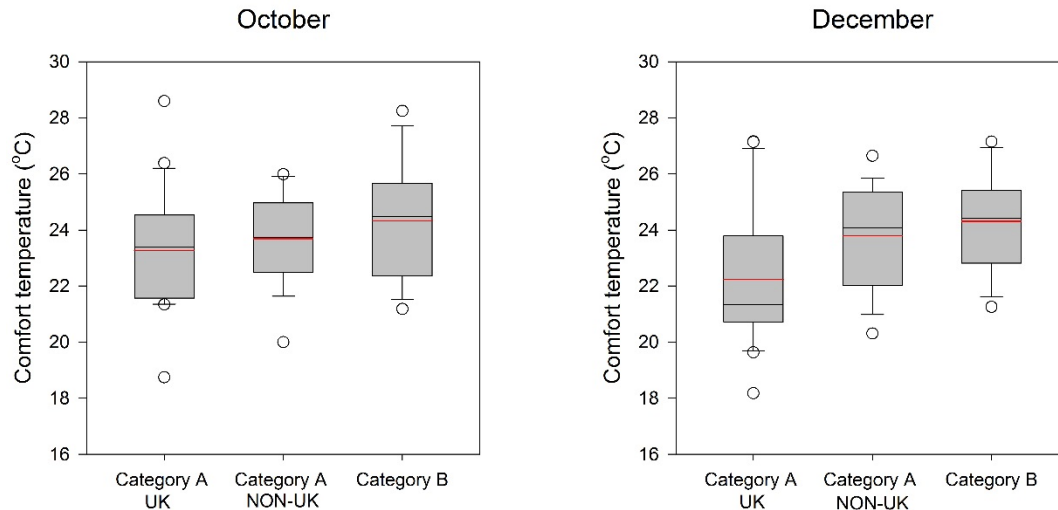 October
Comfort temperature (°C)
30
28
26
24
22
20
18
16
Category A
UK
Category A
NON-UK
Category B
December
Comfort temperature (°C)
30
28
26
24
22
20
18
16
Category A
UK
Category A
NON-UK
Category B